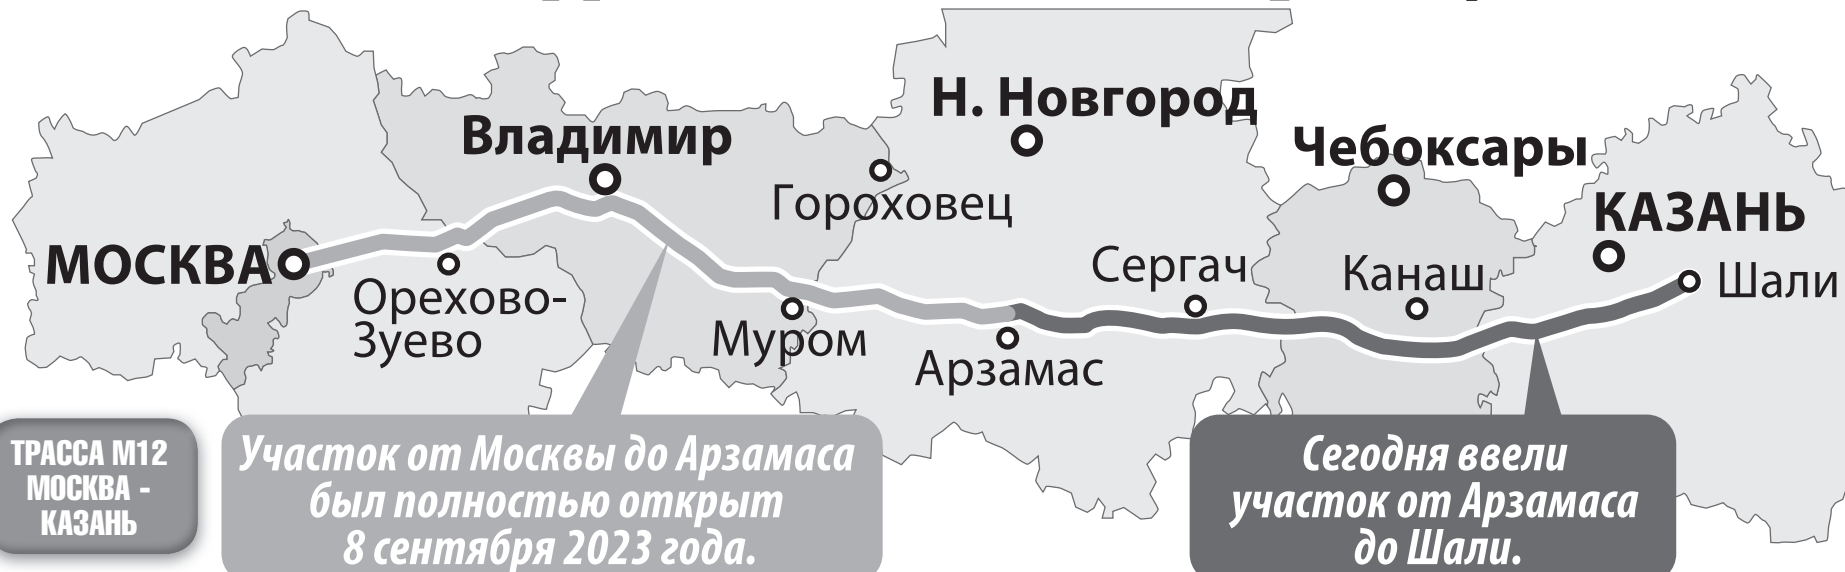 Н. Новгород
Владимир
Чебоксары
Гороховец
КАЗАНЬ
МОСКВА
Сергач
Канаш
Шали
Орехово-
Зуево
Муром
Арзамас
ТРАССА М12
МОСКВА -
КАЗАНЬ
Участок от Москвы до Арзамаса
был полностью открыт
8 сентября 2023 года.
Сегодня ввели
участок от Арзамаса
до Шали.